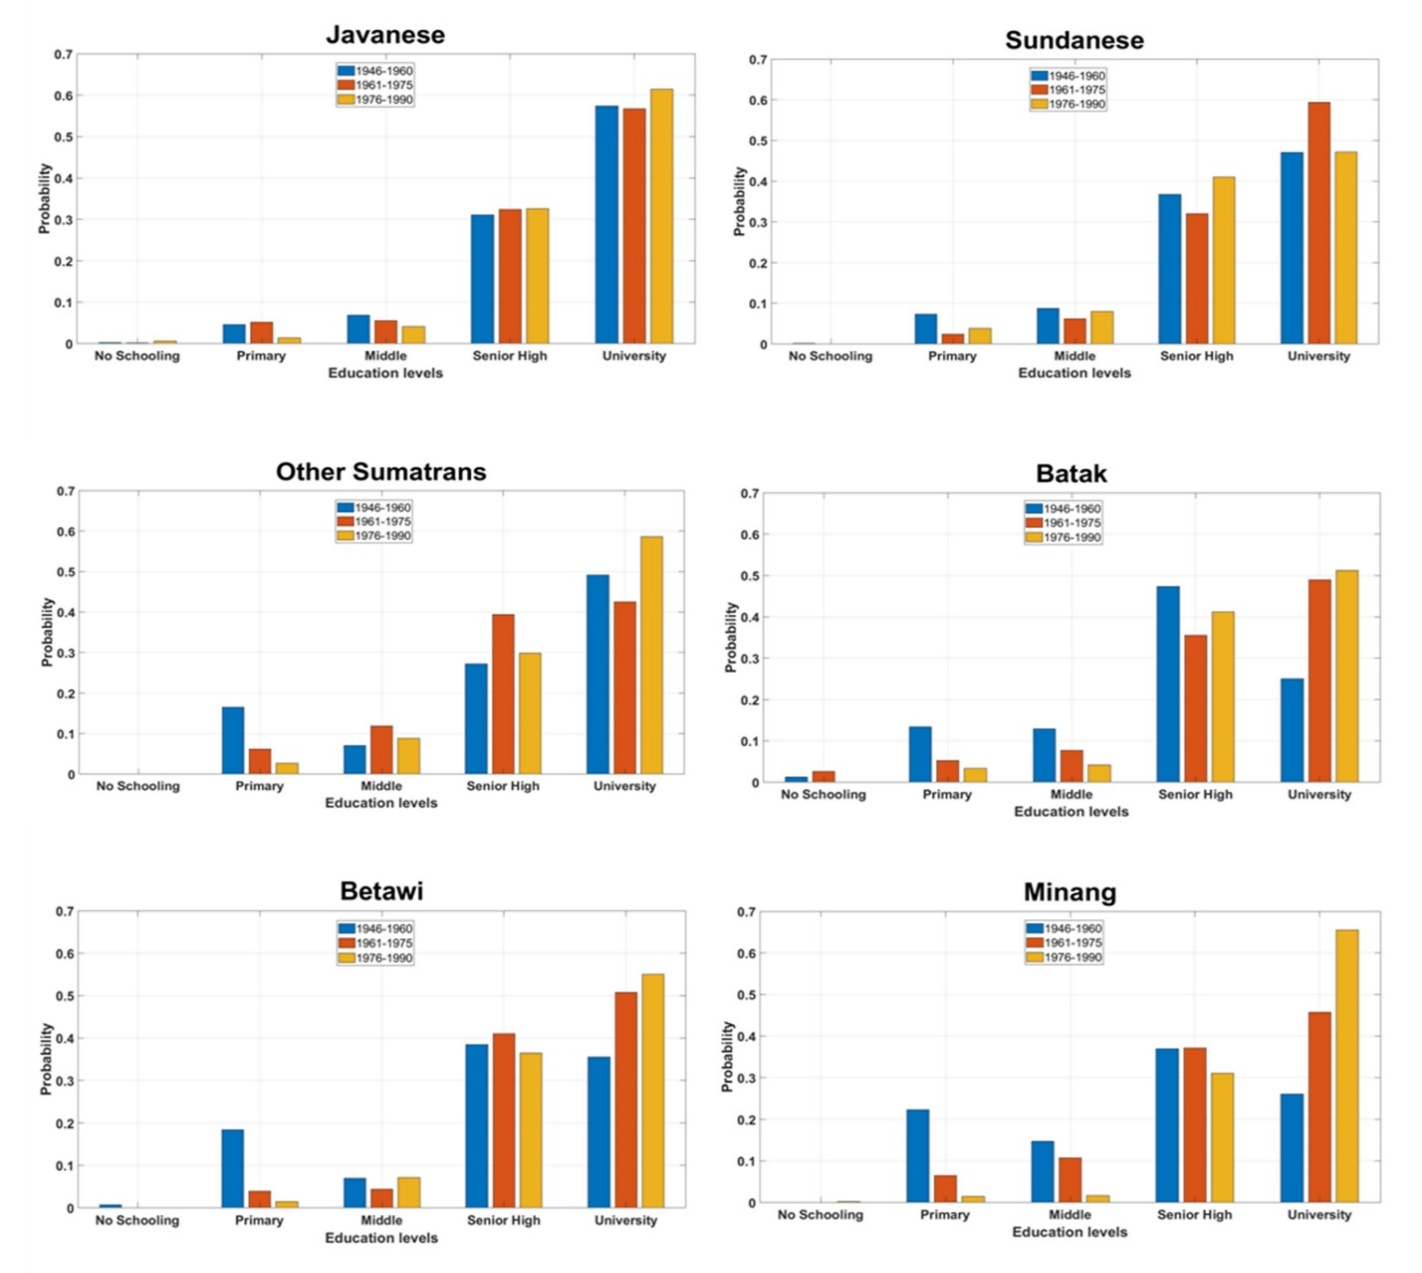 Javanese
0.7
0.6
0.5
0.4
0.3
0.2
0.1
0
Probability
1946-1960
1961-1975
1976-1990
No Schooling Primary Middle Senior High University
Education levels
Sundanese
0.7
0.6
0.5
0.4
0.3
0.2
0.1
0
Probability
1946-1960
1961-1975
1976-1990
No Schooling Primary Middle Senior High University
Education levels
Other Sumatrans
0.7
0.6
0.5
0.4
0.3
0.2
0.1
0
Probability
1946-1960
1961-1975
1976-1990
No Schooling Primary Middle Senior High University
Education levels
Batak
0.7
0.6
0.5
0.4
0.3
0.2
0.1
0
Probability
1946-1960
1961-1975
1976-1990
No Schooling Primary Middle Senior High University
Education levels
Betawi
0.7
0.6
0.5
0.4
0.3
0.2
0.1
0
Probability
1946-1960
1961-1975
1976-1990
No Schooling Primary Middle Senior High University
Education levels
Minang
0.7
0.6
0.5
0.4
0.3
0.2
0.1
0
Probability
1946-1960
1961-1975
1976-1990
No Schooling Primary Middle Senior High University
Education levels